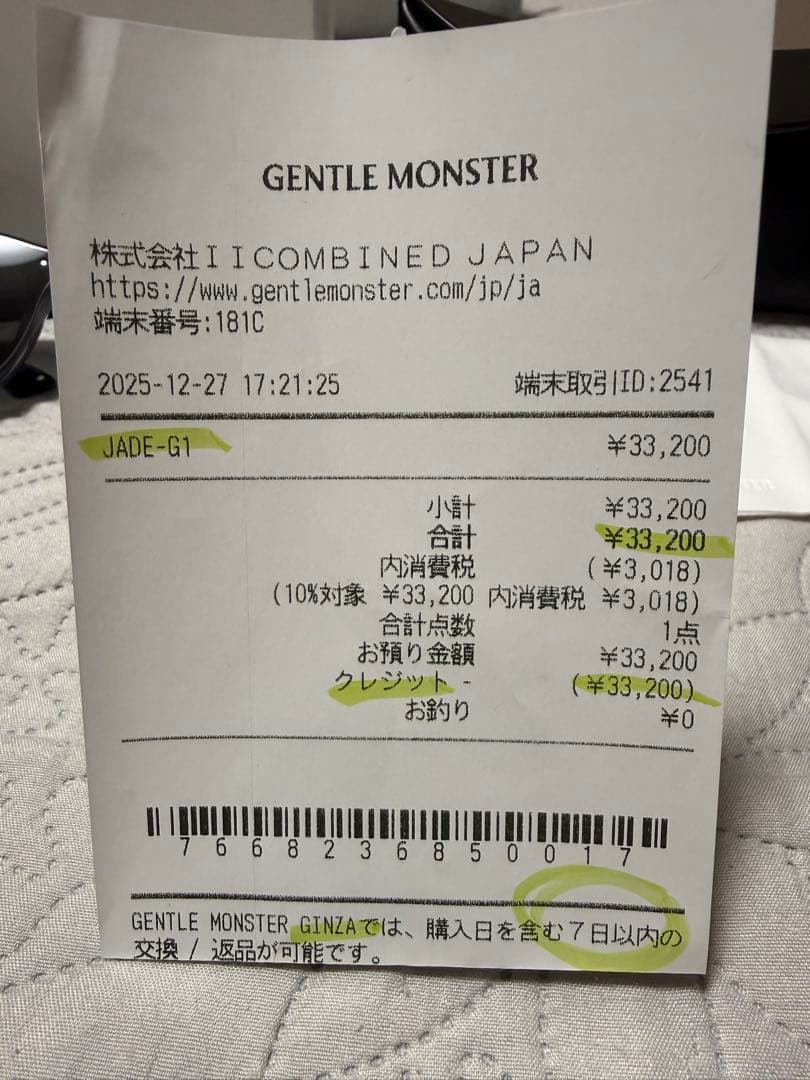 GENTLE MONSTER
株式会社ＩＩＣＯＭＢＩＮＥＤ ＪＡＰＡＮ
https://www.gentlemonster.com/jp/ja
端末番号:181C
2025-12-27 17:21:25 端末取引ID:2541
JADE-G1 ¥33,200
小計 ¥33,200
合計 ¥33,200
内消費税 (¥3,018)
(10%対象 ¥33,200 内消費税 ¥3,018)
合計点数 1点
お預り金額 ¥33,200
クレジット - (¥33,200)
お釣り ¥0
7668236850017
GENTLE MONSTER GINZAでは、購入日を含む7日以内の
交換 / 返品が可能です。